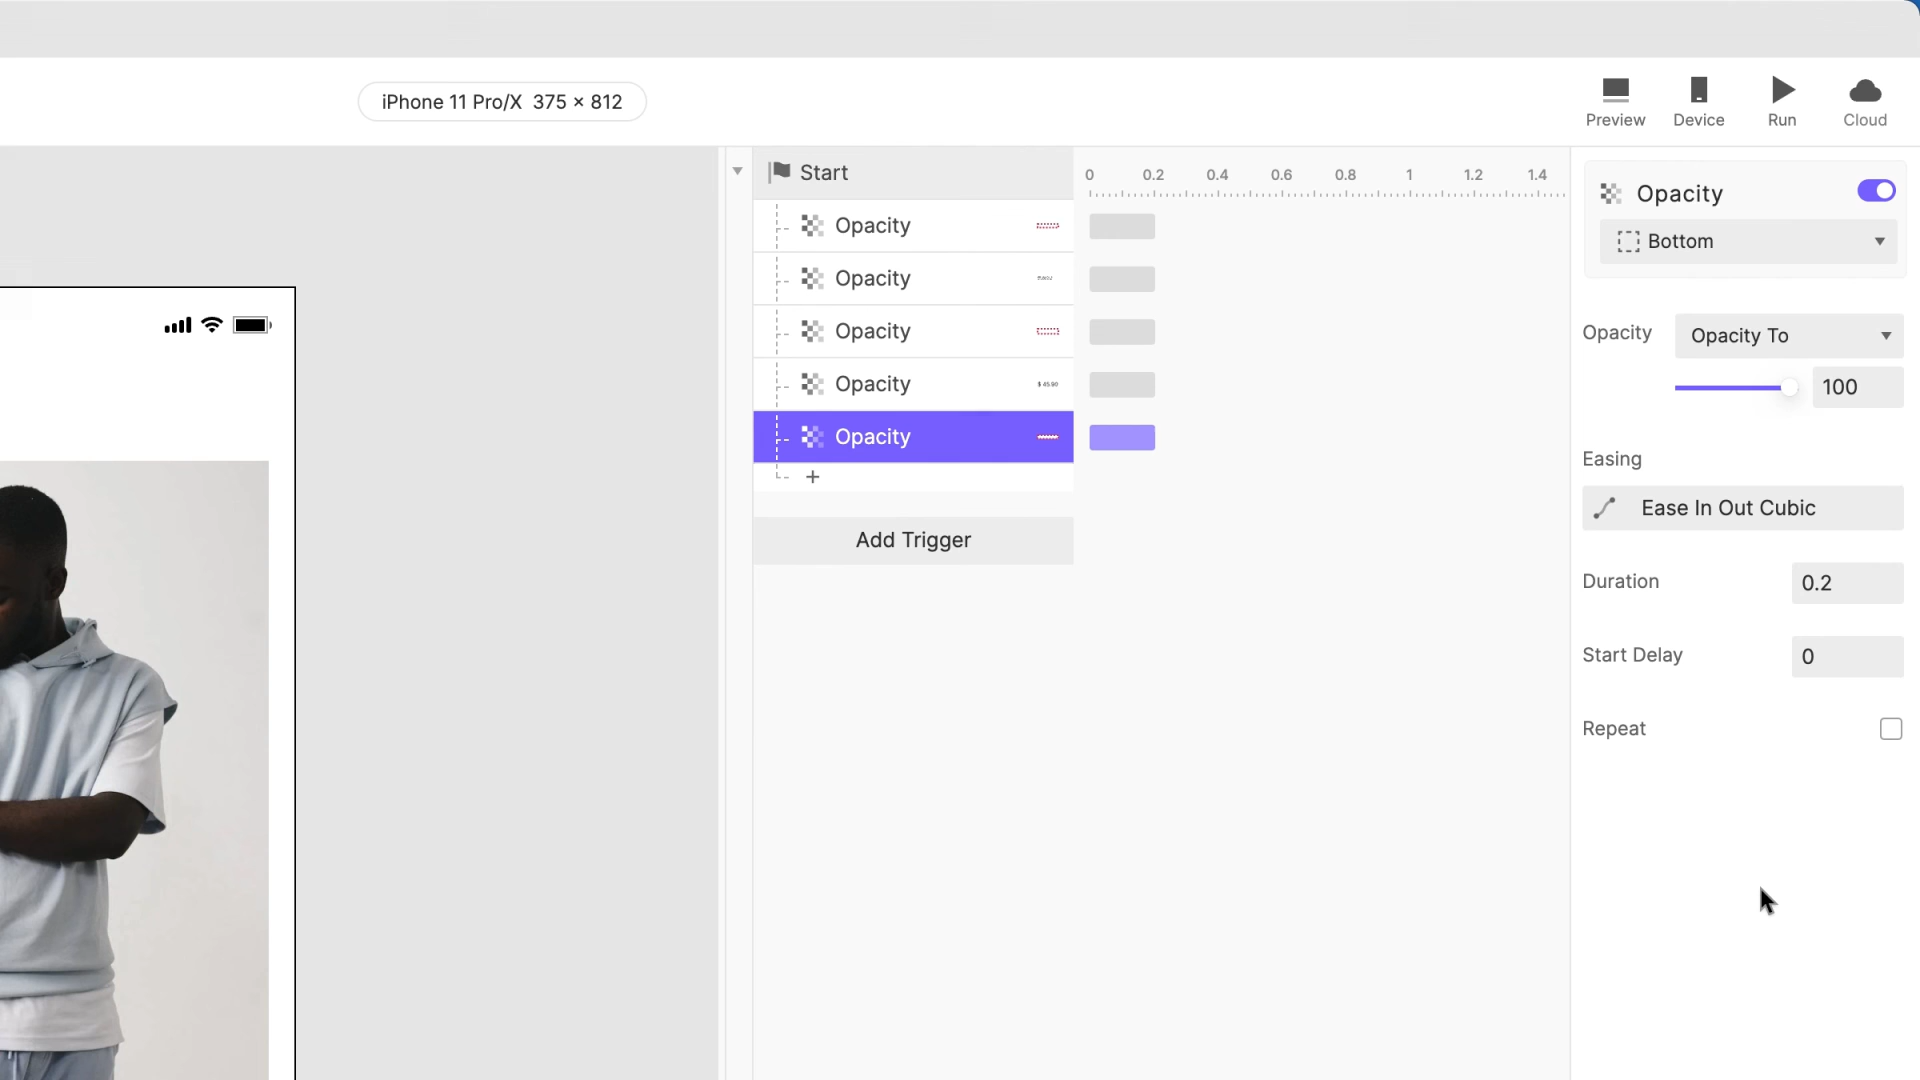 iPhone 11 Pro/X 375 × 812
Preview
Device
Run
Cloud
Start
0 0.2 0.4 0.6 0.8 1 1.2 1.4
Opacity
Opacity
Opacity
Opacity $ 45.90
Opacity
+
Add Trigger
Opacity
Bottom
Opacity
Opacity To
100
Easing
Ease In Out Cubic
Duration
0.2
Start Delay
0
Repeat